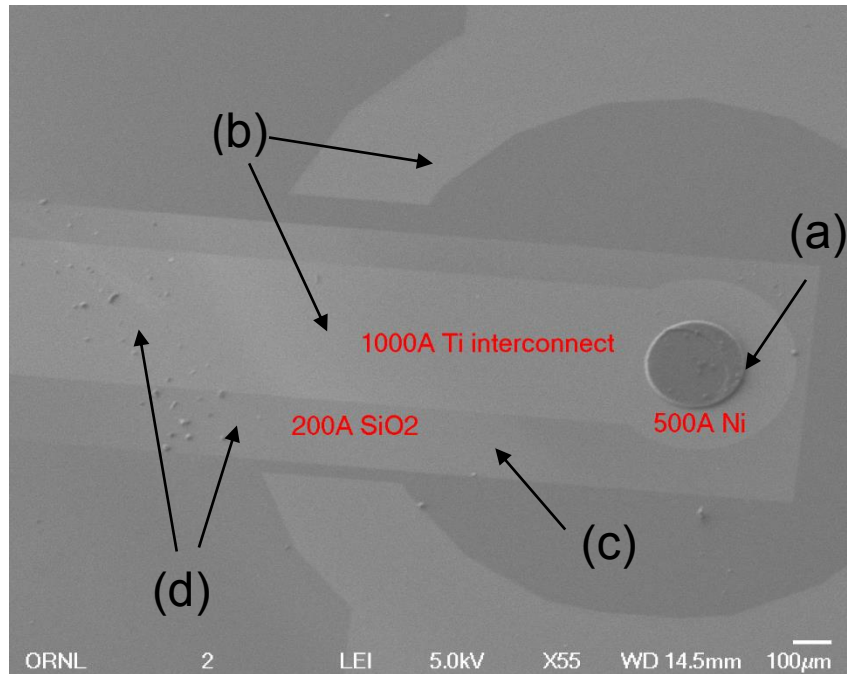 (b)
(a)
1000A Ti interconnect
200A SiO2
500A Ni
(c)
(d)
ORNL 2 LEI 5.0kV X55 WD 14.5mm 100µm